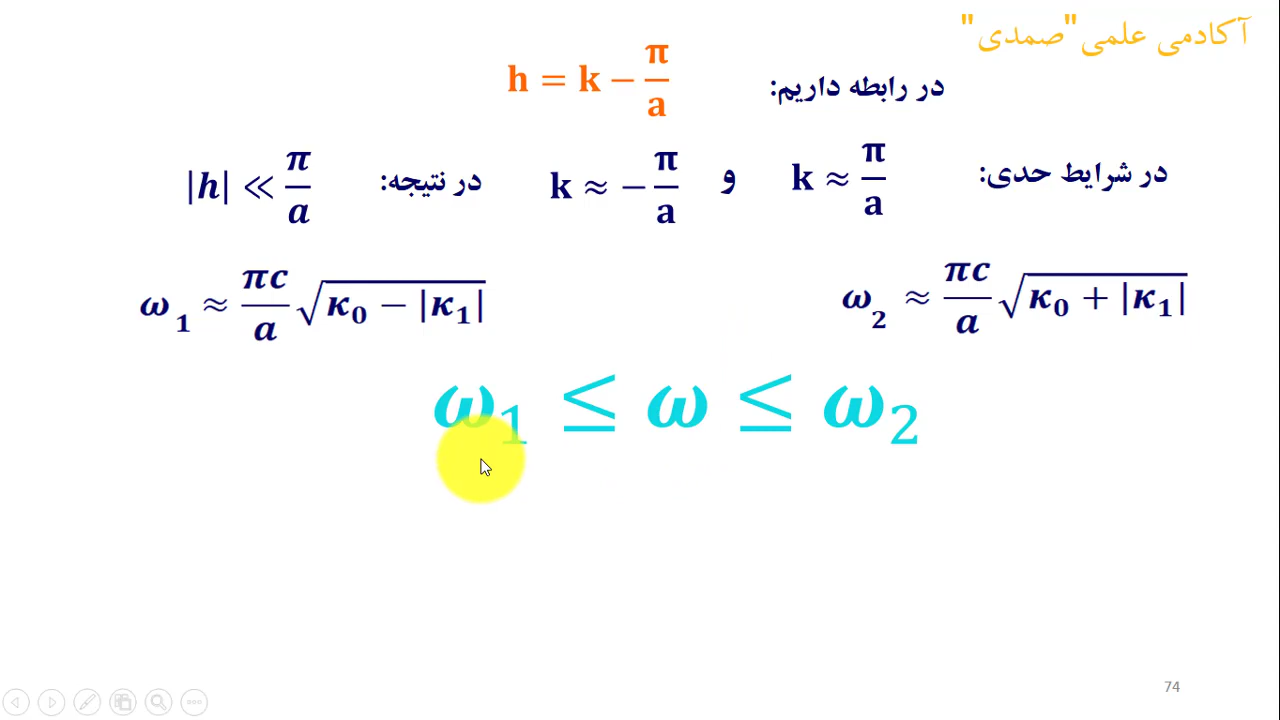 آکادمی علمی"صمدی"
در رابطه داریم: h = k − π/a
در شرایط حدی: k ≈ π/a و k ≈ − π/a در نتیجه: |h| ≪ π/a
ω₂ ≈ πc/a √(κ₀ + |κ₁|) ω₁ ≈ πc/a √(κ₀ − |κ₁|)
ω₁ ≤ ω ≤ ω₂
74